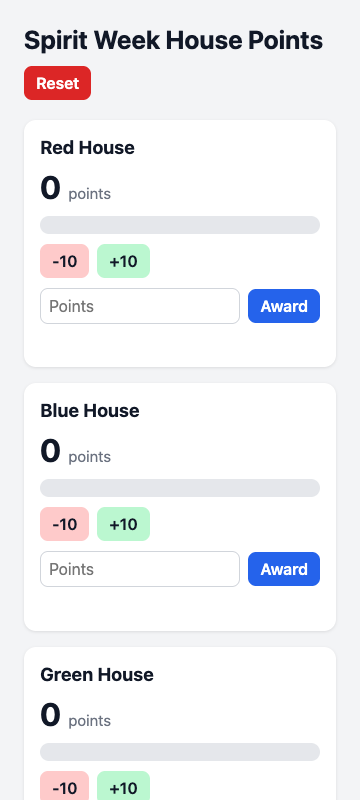 Spirit Week House Points
Reset
Red House
0 points
-10 +10
Points Award
Blue House
0 points
-10 +10
Points Award
Green House
0 points
-10 +10